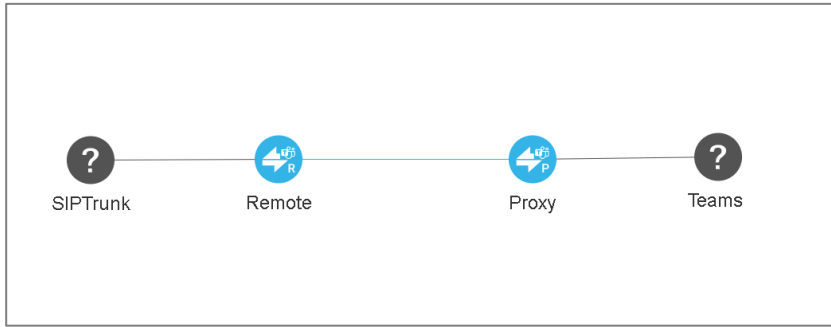 ?
R
P
?
SIPTrunk
Remote
Proxy
Teams